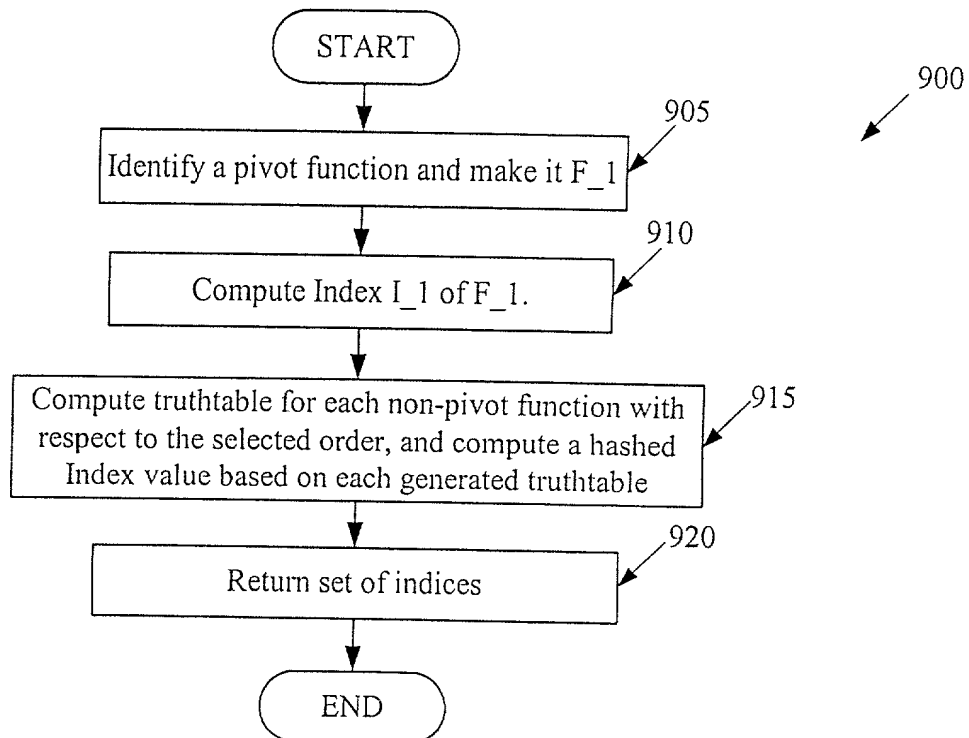 START
900
905
Identify a pivot function and make it F_1
910
Compute Index I_1 of F_1.
915
Compute truthtable for each non-pivot function with
respect to the selected order, and compute a hashed
Index value based on each generated truthtable
920
Return set of indices
END